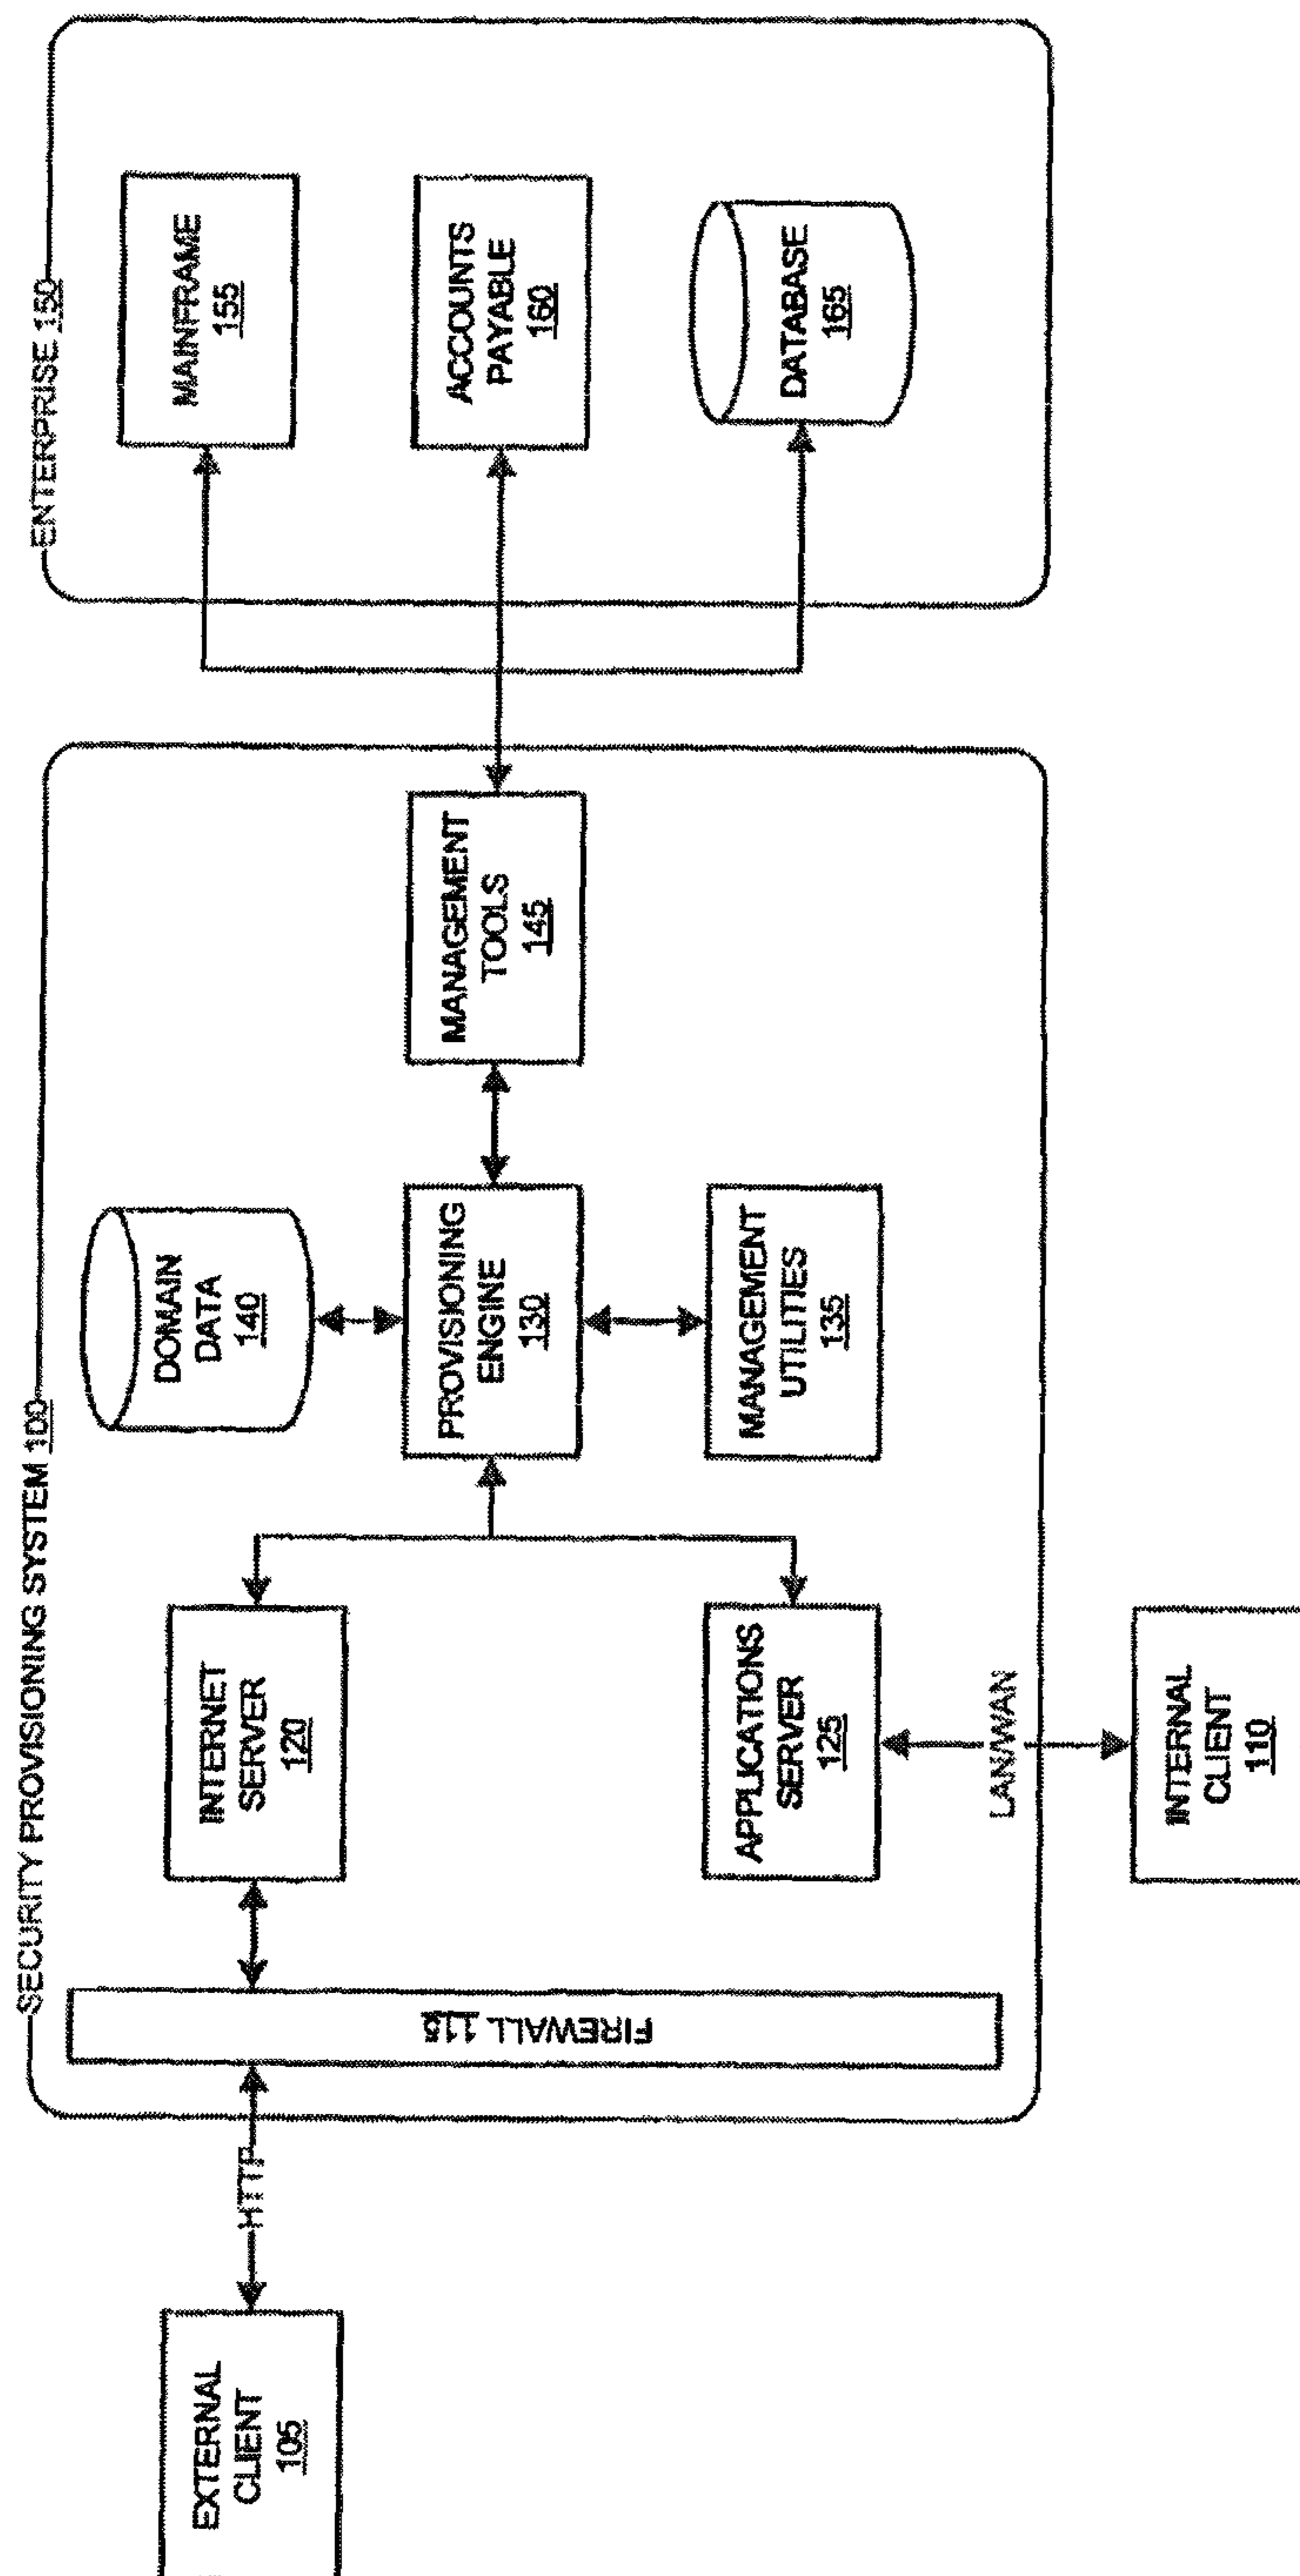 SECURITY PROVISIONING SYSTEM 100
ENTERPRISE 150
EXTERNAL
CLIENT
105
HTTP
FIREWALL 115
INTERNET
SERVER
120
APPLICATIONS
SERVER
125
LAN/WAN
INTERNAL
CLIENT
110
DOMAIN
DATA
140
PROVISIONING
ENGINE
130
MANAGEMENT
UTILITIES
135
MANAGEMENT
TOOLS
145
MAINFRAME
155
ACCOUNTS
PAYABLE
160
DATABASE
165